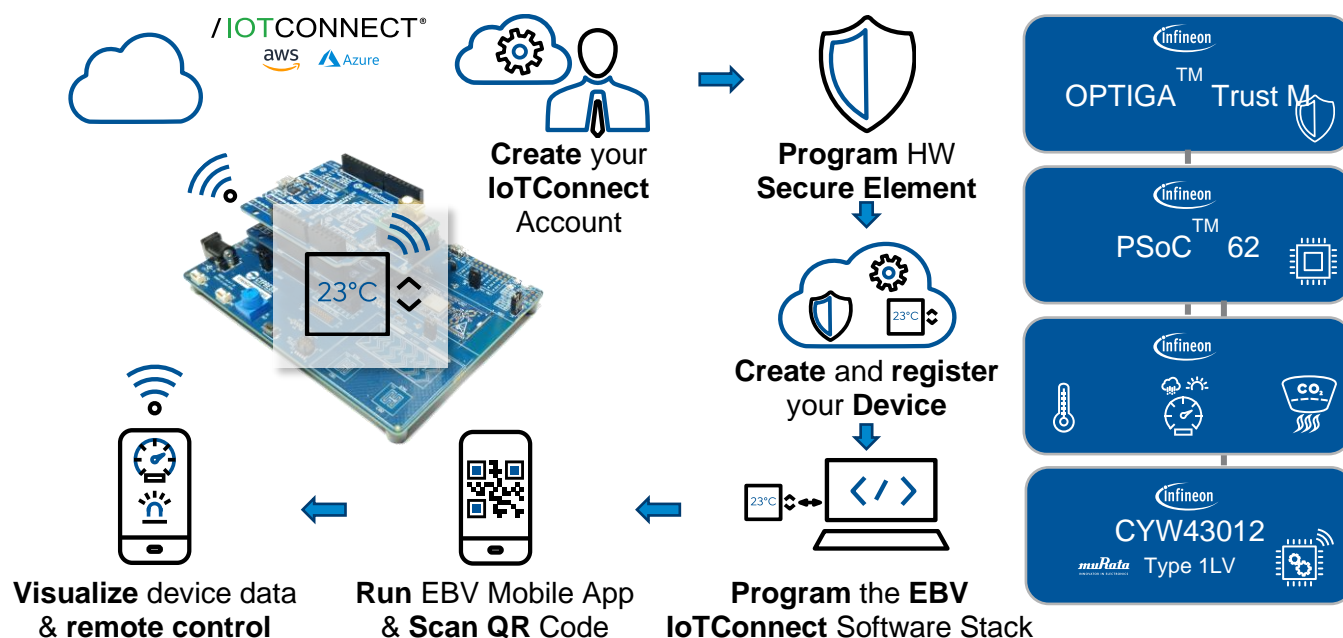 /IOTCONNECT®
aws Azure
Create your
IoTConnect
Account
Program HW
Secure Element
23°C
Create and register
your Device
23°C
23°C
Program the EBV
IoTConnect Software Stack
Run EBV Mobile App
& Scan QR Code
Visualize device data
& remote control
infineon
OPTIGA™ Trust M
infineon
PSoC™ 62
infineon
CO₂
infineon
CYW43012
muRata Type 1LV